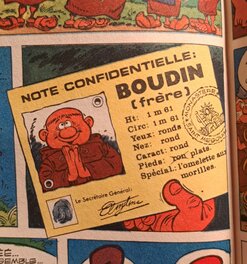 NOTE CONFIDENTIELLE:
BOUDIN
(frère)
Ht: 1 m 61
Circ: 1 m 61
Yeux: ronds
Nez: rond
Caract: rond
Pieds: plats.
Spécial.: l'omelette aux
morilles.
Le Secrétaire Général: